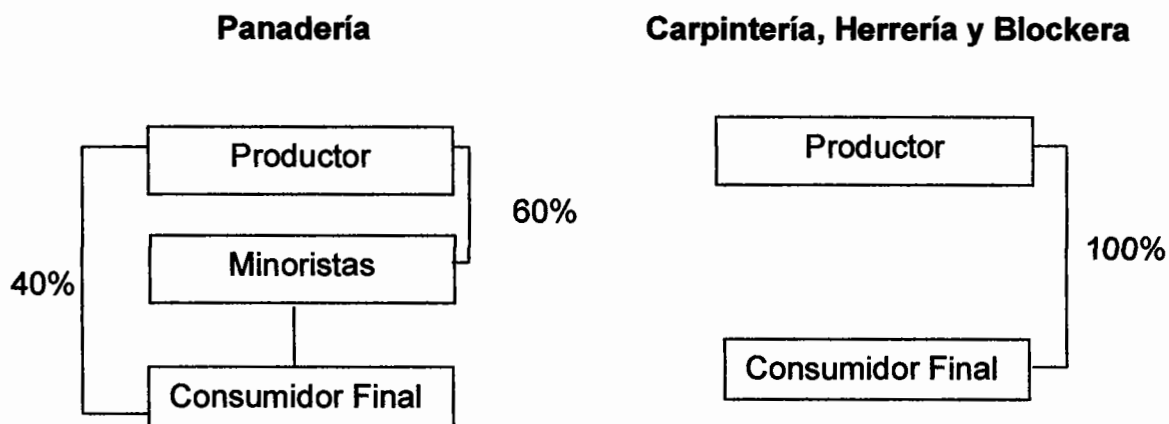 Panadería
Productor
60%
Minoristas
40%
Consumidor Final
Carpintería, Herrería y Blockera
Productor
100%
Consumidor Final